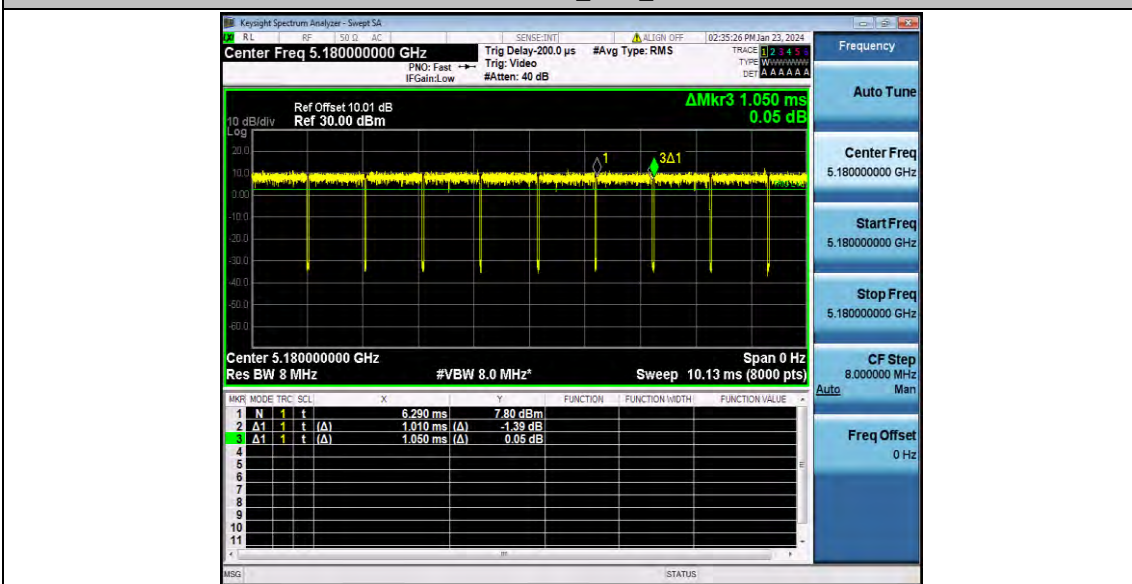 Keysight Spectrum Analyzer - Swept SA
RL RF 50 Ω AC SENSE:INT ALIGN OFF 02:35:26 PM Jan 23, 2024
Center Freq 5.180000000 GHz
PNO: Fast
IFGain:Low
Trig Delay-200.0 µs
Trig: Video
#Atten: 40 dB
#Avg Type: RMS
TRACE 1 2 3 4 5 6
TYPE W
DET A A A A A A
Frequency
Auto Tune
Center Freq
5.180000000 GHz
Start Freq
5.180000000 GHz
Stop Freq
5.180000000 GHz
CF Step
8.000000 MHz
Auto Man
Freq Offset
0 Hz
ΔMkr3 1.050 ms
0.05 dB
Ref Offset 10.01 dB
10 dB/div Ref 30.00 dBm
Log
20.0
10.0
0.00
-10.0
-20.0
-30.0
-40.0
-50.0
-60.0
1
3Δ1
Center 5.180000000 GHz Span 0 Hz
Res BW 8 MHz #VBW 8.0 MHz* Sweep 10.13 ms (8000 pts)
MKR MODE TRC SCL X Y FUNCTION FUNCTION WIDTH FUNCTION VALUE
1 N 1 t 6.290 ms 7.80 dBm
2 Δ1 1 t (Δ) 1.010 ms (Δ) -1.39 dB
3 Δ1 1 t (Δ) 1.050 ms (Δ) 0.05 dB
4
5
6
7
8
9
10
11
MSG STATUS